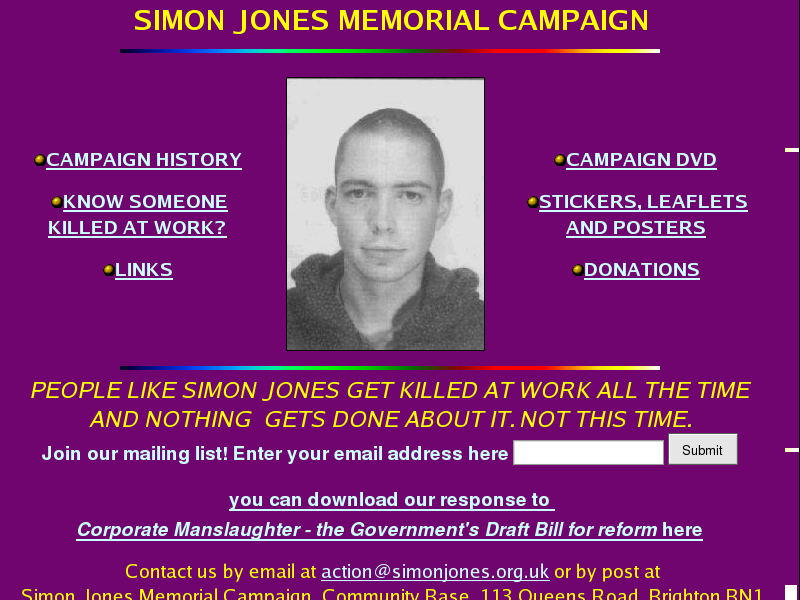 SIMON JONES MEMORIAL CAMPAIGN
CAMPAIGN HISTORY
KNOW SOMEONE
KILLED AT WORK?
LINKS
CAMPAIGN DVD
STICKERS, LEAFLETS
AND POSTERS
DONATIONS
PEOPLE LIKE SIMON JONES GET KILLED AT WORK ALL THE TIME
AND NOTHING GETS DONE ABOUT IT. NOT THIS TIME.
Join our mailing list! Enter your email address here Submit
you can download our response to
Corporate Manslaughter - the Government's Draft Bill for reform here
Contact us by email at action@simonjones.org.uk or by post at
Simon Jones Memorial Campaign, Community Base, 113 Queens Road, Brighton BN1